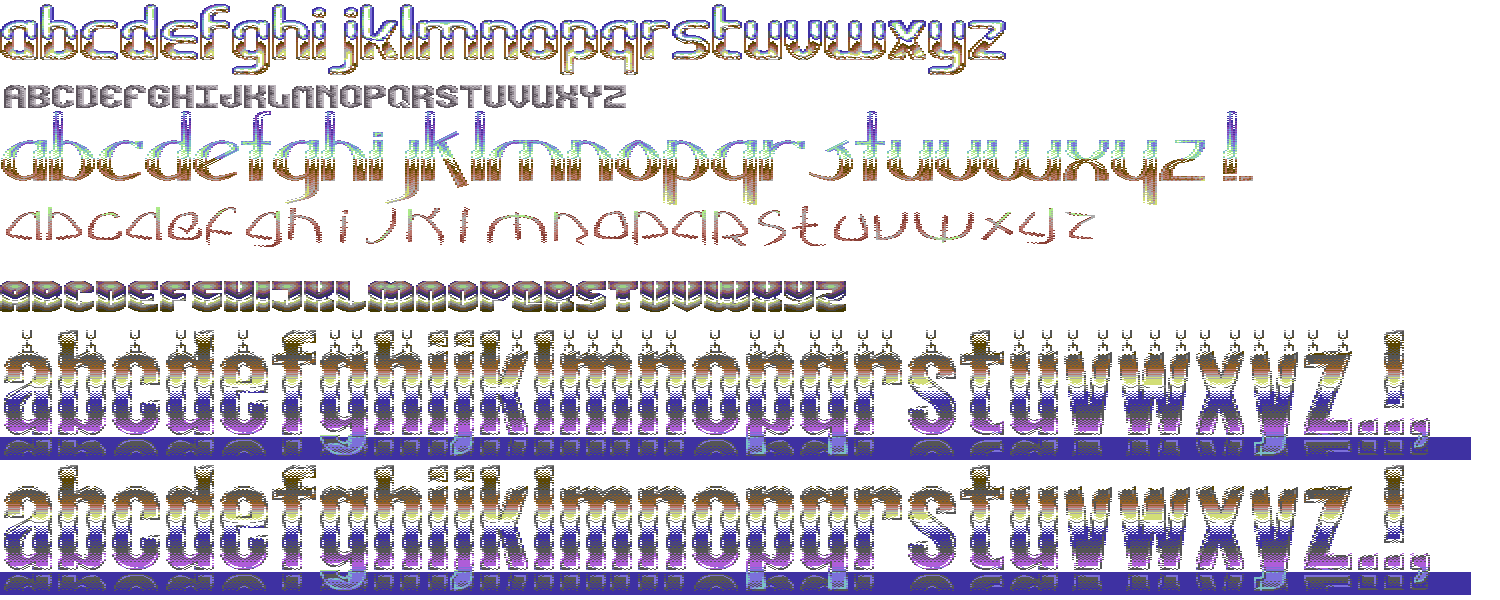 abcdefghijklmnopqrstuvwxyz
ABCDEFGHIJKLMNOPQRSTUVWXYZ
abcdefghijklmnopqrstuvwxyz!
abcdefghijklmnopqrstuvwxyz
ABCDEFGHIJKLMNOPQRSTUVWXYZ
abcdefghijklmnopqrstuvwxyz.!.,
abcdefghijklmnopqrstuvwxyz.!.,